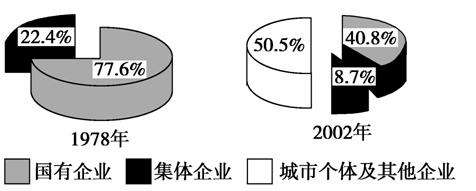 22.4%
77.6%
1978年
50.5%
40.8%
8.7%
2002年
国有企业 集体企业 城市个体及其他企业